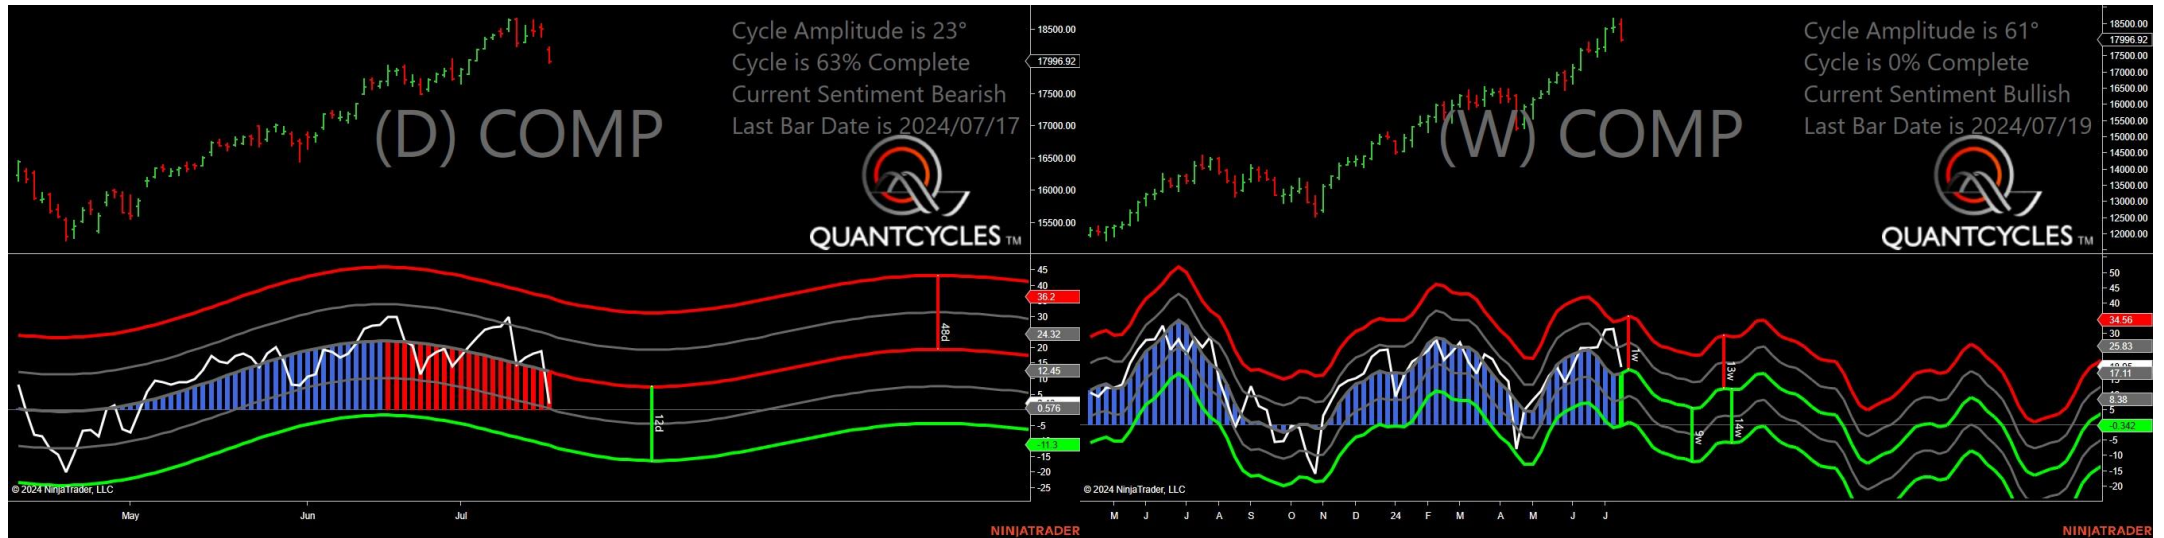 Cycle Amplitude is 23°
Cycle is 63% Complete
Current Sentiment Bearish
Last Bar Date is 2024/07/17
(D) COMP
QUANTCYCLES TM
18500.00
17996.92
17500.00
17000.00
16500.00
16000.00
15500.00
45
40
36.2
30
24.32
20
15
12.45
10
5
0.576
-5
-11.3
-15
-20
-25
48d
12d
© 2024 NinjaTrader, LLC
May Jun Jul
NINJATRADER
Cycle Amplitude is 61°
Cycle is 0% Complete
Current Sentiment Bullish
Last Bar Date is 2024/07/19
(W) COMP
QUANTCYCLES TM
18500.00
17996.92
17500.00
17000.00
16500.00
16000.00
15500.00
15000.00
14500.00
14000.00
13500.00
13000.00
12500.00
12000.00
50
45
40
34.56
30
25.83
17.11
8.38
5
-0.342
-5
-10
-15
-20
1w
13w
9w
14w
© 2024 NinjaTrader, LLC
M J J A S O N D 24 F M A M J J
NINJATRADER